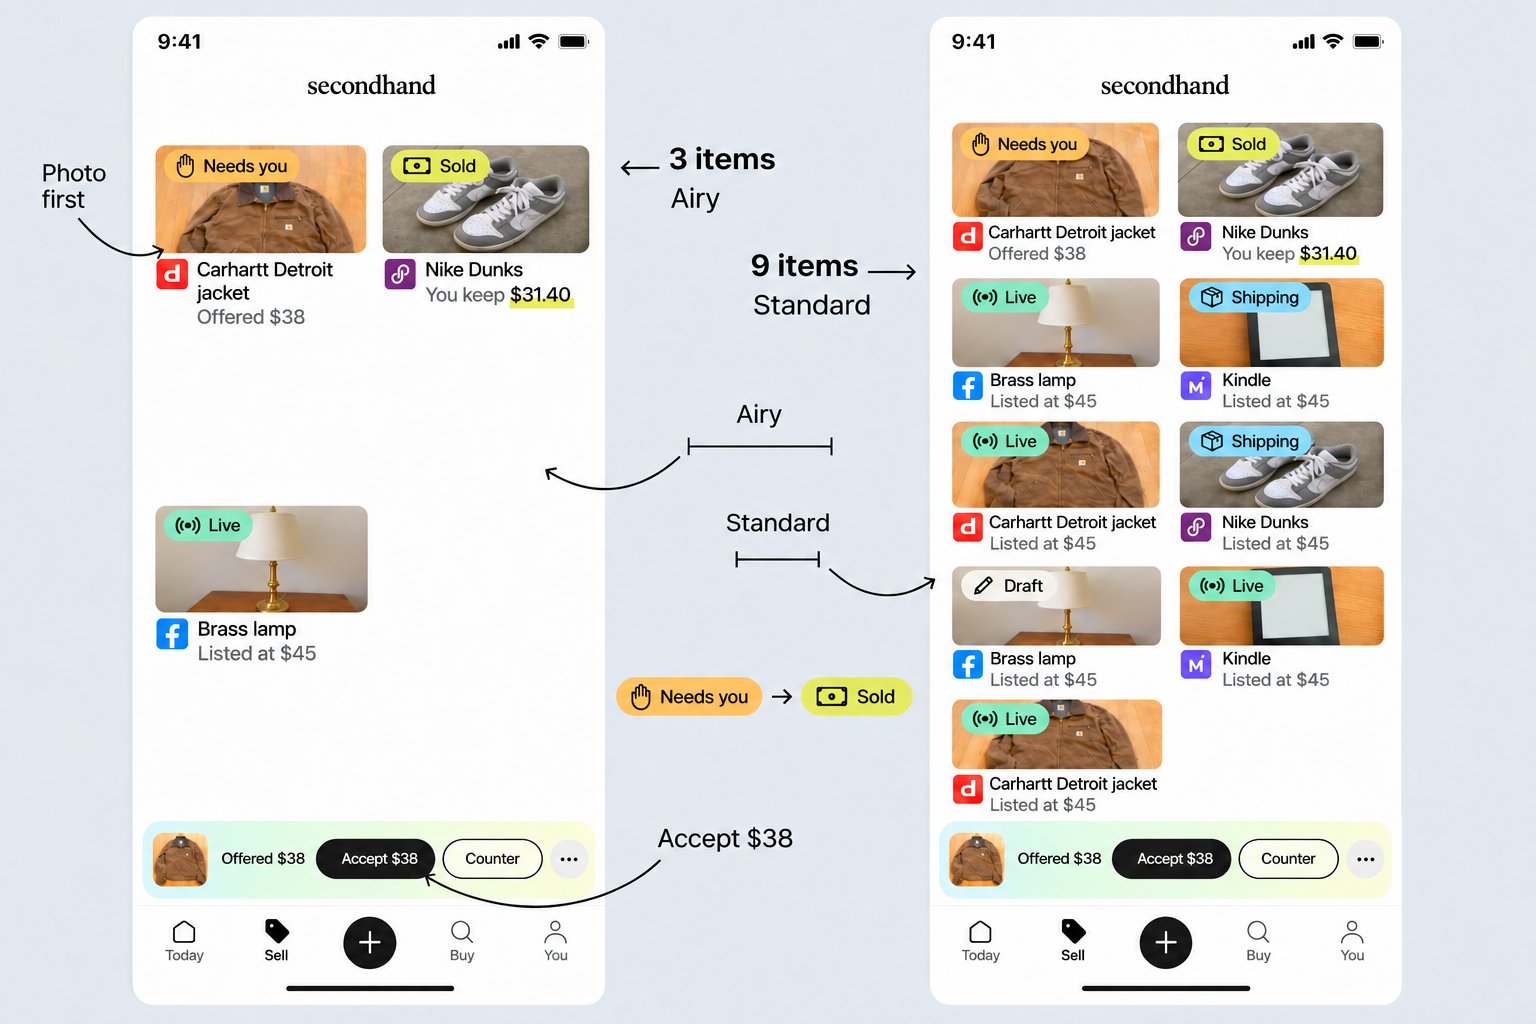 9:41
secondhand
Needs you
Sold
Carhartt Detroit
jacket
Offered $38
Nike Dunks
You keep $31.40
Live
Brass lamp
Listed at $45
Offered $38
Accept $38
Counter
Today
Sell
Buy
You
Photo
first
3 items
Airy
9 items
Standard
Airy
Standard
Needs you
Sold
Accept $38
9:41
secondhand
Needs you
Sold
Carhartt Detroit jacket
Offered $38
Nike Dunks
You keep $31.40
Live
Shipping
Brass lamp
Listed at $45
Kindle
Listed at $45
Live
Shipping
Carhartt Detroit jacket
Listed at $45
Nike Dunks
Listed at $45
Draft
Live
Brass lamp
Listed at $45
Kindle
Listed at $45
Live
Carhartt Detroit jacket
Listed at $45
Offered $38
Accept $38
Counter
Today
Sell
Buy
You